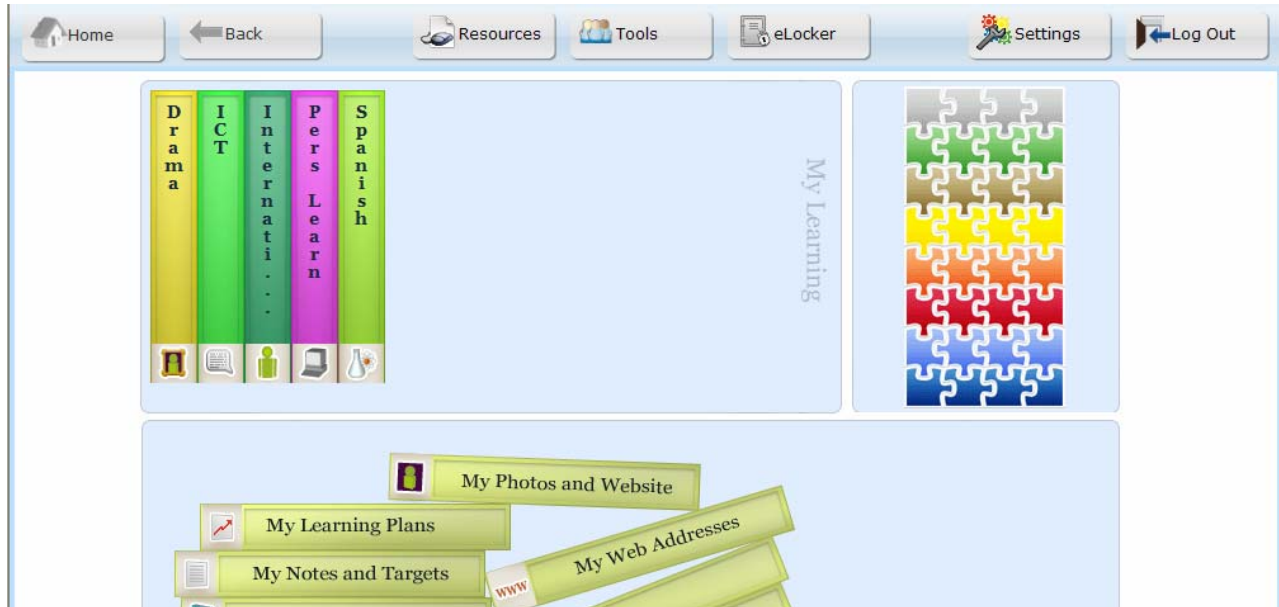 Home
Back
Resources
Tools
eLocker
Settings
Log Out
Drama
ICT
Internati...
Pers Learn
Spanish
My Learning
My Photos and Website
My Learning Plans
My Web Addresses
My Notes and Targets
www